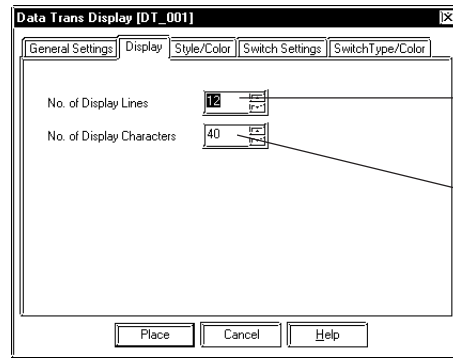 Data Trans Display [DT_001]
General Settings Display Style/Color Switch Settings SwitchType/Color
No. of Display Lines 12
No. of Display Characters 40
Place Cancel Help